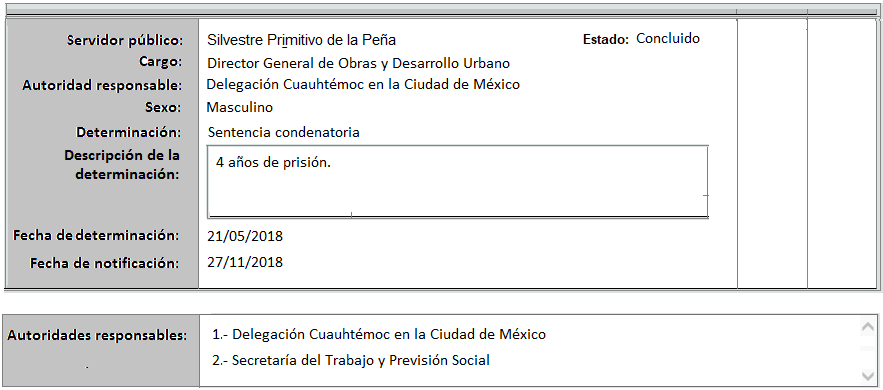 Servidor público: Silvestre Primitivo de la Peña Estado: Concluido
Cargo: Director General de Obras y Desarrollo Urbano
Autoridad responsable: Delegación Cuauhtémoc en la Ciudad de México
Sexo: Masculino
Determinación: Sentencia condenatoria
Descripción de la
determinación:
4 años de prisión.
Fecha de determinación: 21/05/2018
Fecha de notificación: 27/11/2018
Autoridades responsables:
1.- Delegación Cuauhtémoc en la Ciudad de México
2.- Secretaría del Trabajo y Previsión Social